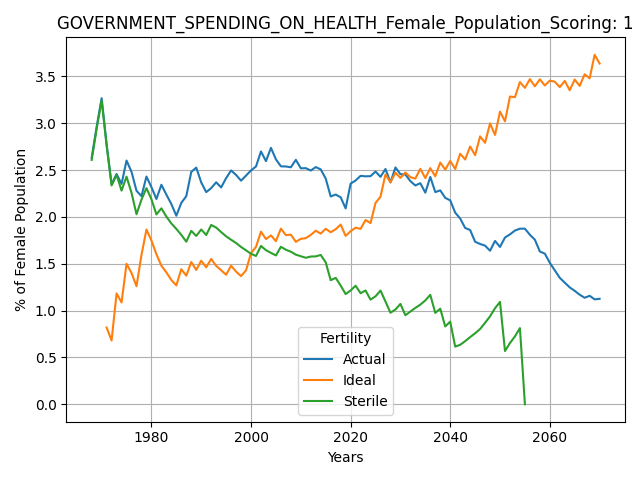 GOVERNMENT_SPENDING_ON_HEALTH_Female_Population_Scoring: 1
% of Female Population
3.5
3.0
2.5
2.0
1.5
1.0
0.5
0.0
Fertility
Actual
Ideal
Sterile
1980
2000
2020
2040
2060
Years